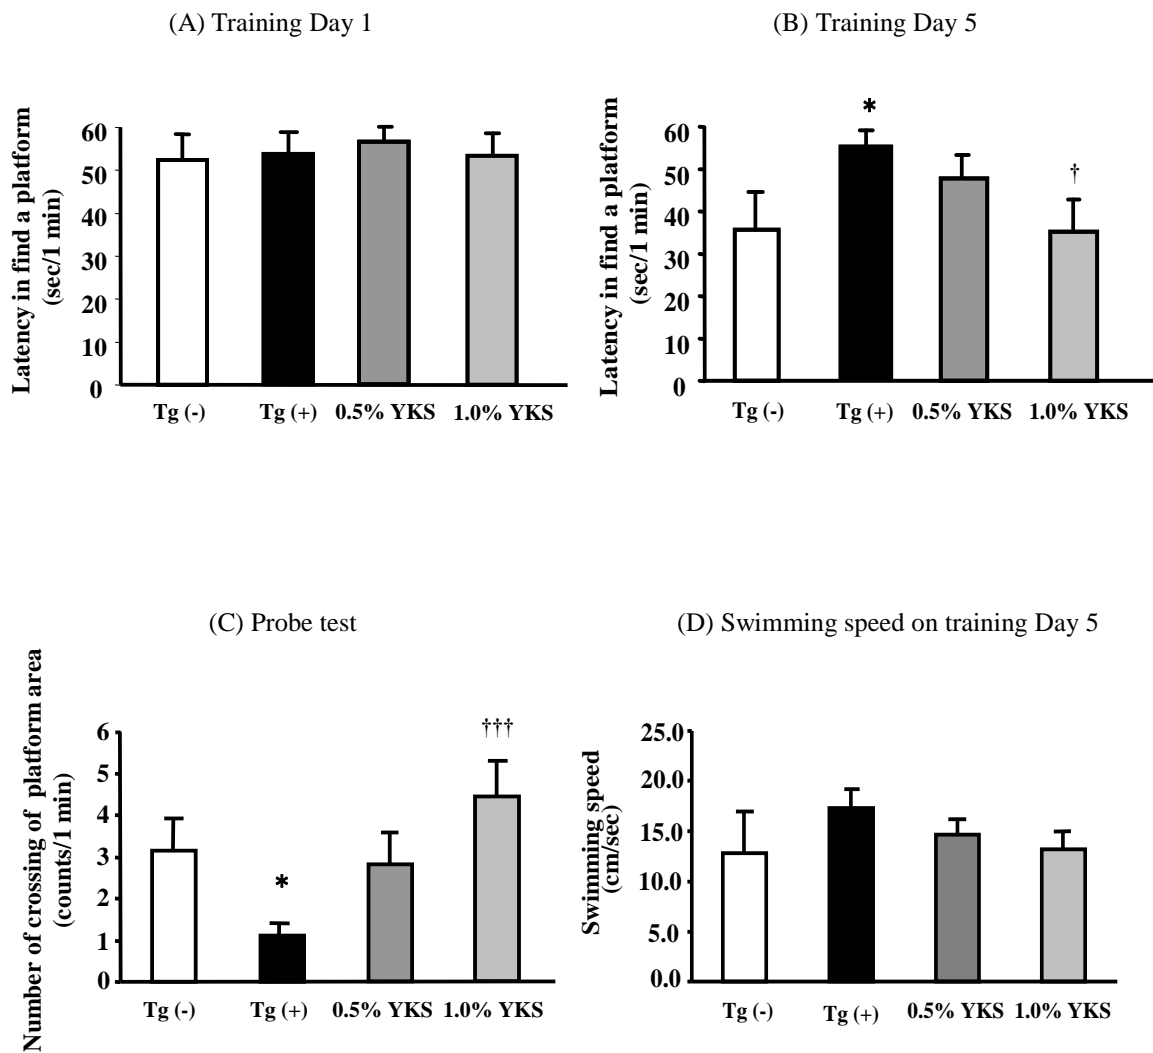 (A) Training Day 1
Latency in find a platform
(sec/1 min)
60
50
40
30
20
10
0
Tg (-)
Tg (+)
0.5% YKS
1.0% YKS
(B) Training Day 5
Latency in find a platform
(sec/1 min)
60
50
40
30
20
10
0
*
†
Tg (-)
Tg (+)
0.5% YKS
1.0% YKS
(C) Probe test
Number of crossing of platform area
(counts/1 min)
6
5
4
3
2
1
0
*
†††
Tg (-)
Tg (+)
0.5% YKS
1.0% YKS
(D) Swimming speed on training Day 5
Swimming speed
(cm/sec)
25.0
20.0
15.0
10.0
5.0
0.0
Tg (-)
Tg (+)
0.5% YKS
1.0% YKS